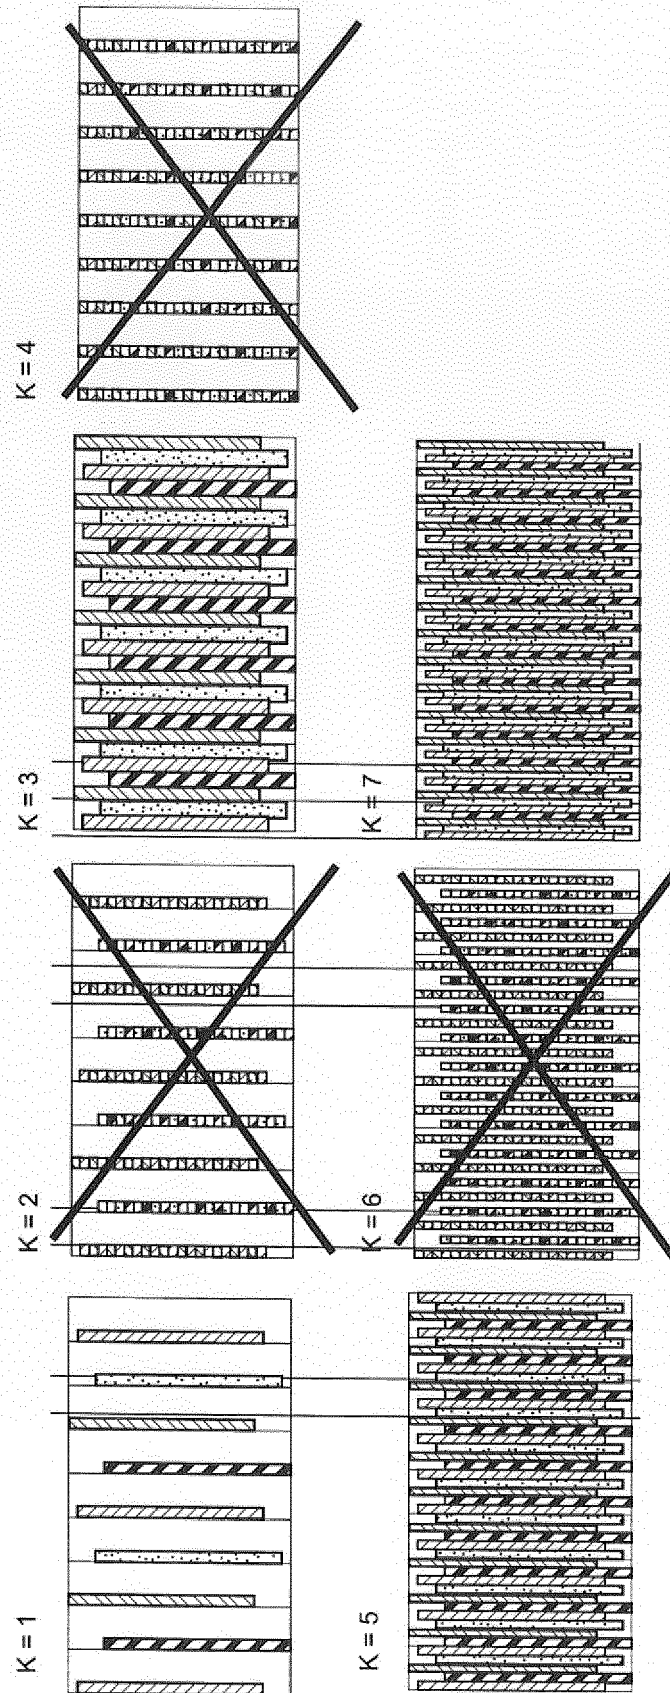 K = 1
K = 2
K = 3
K = 4
K = 5
K = 6
K = 7